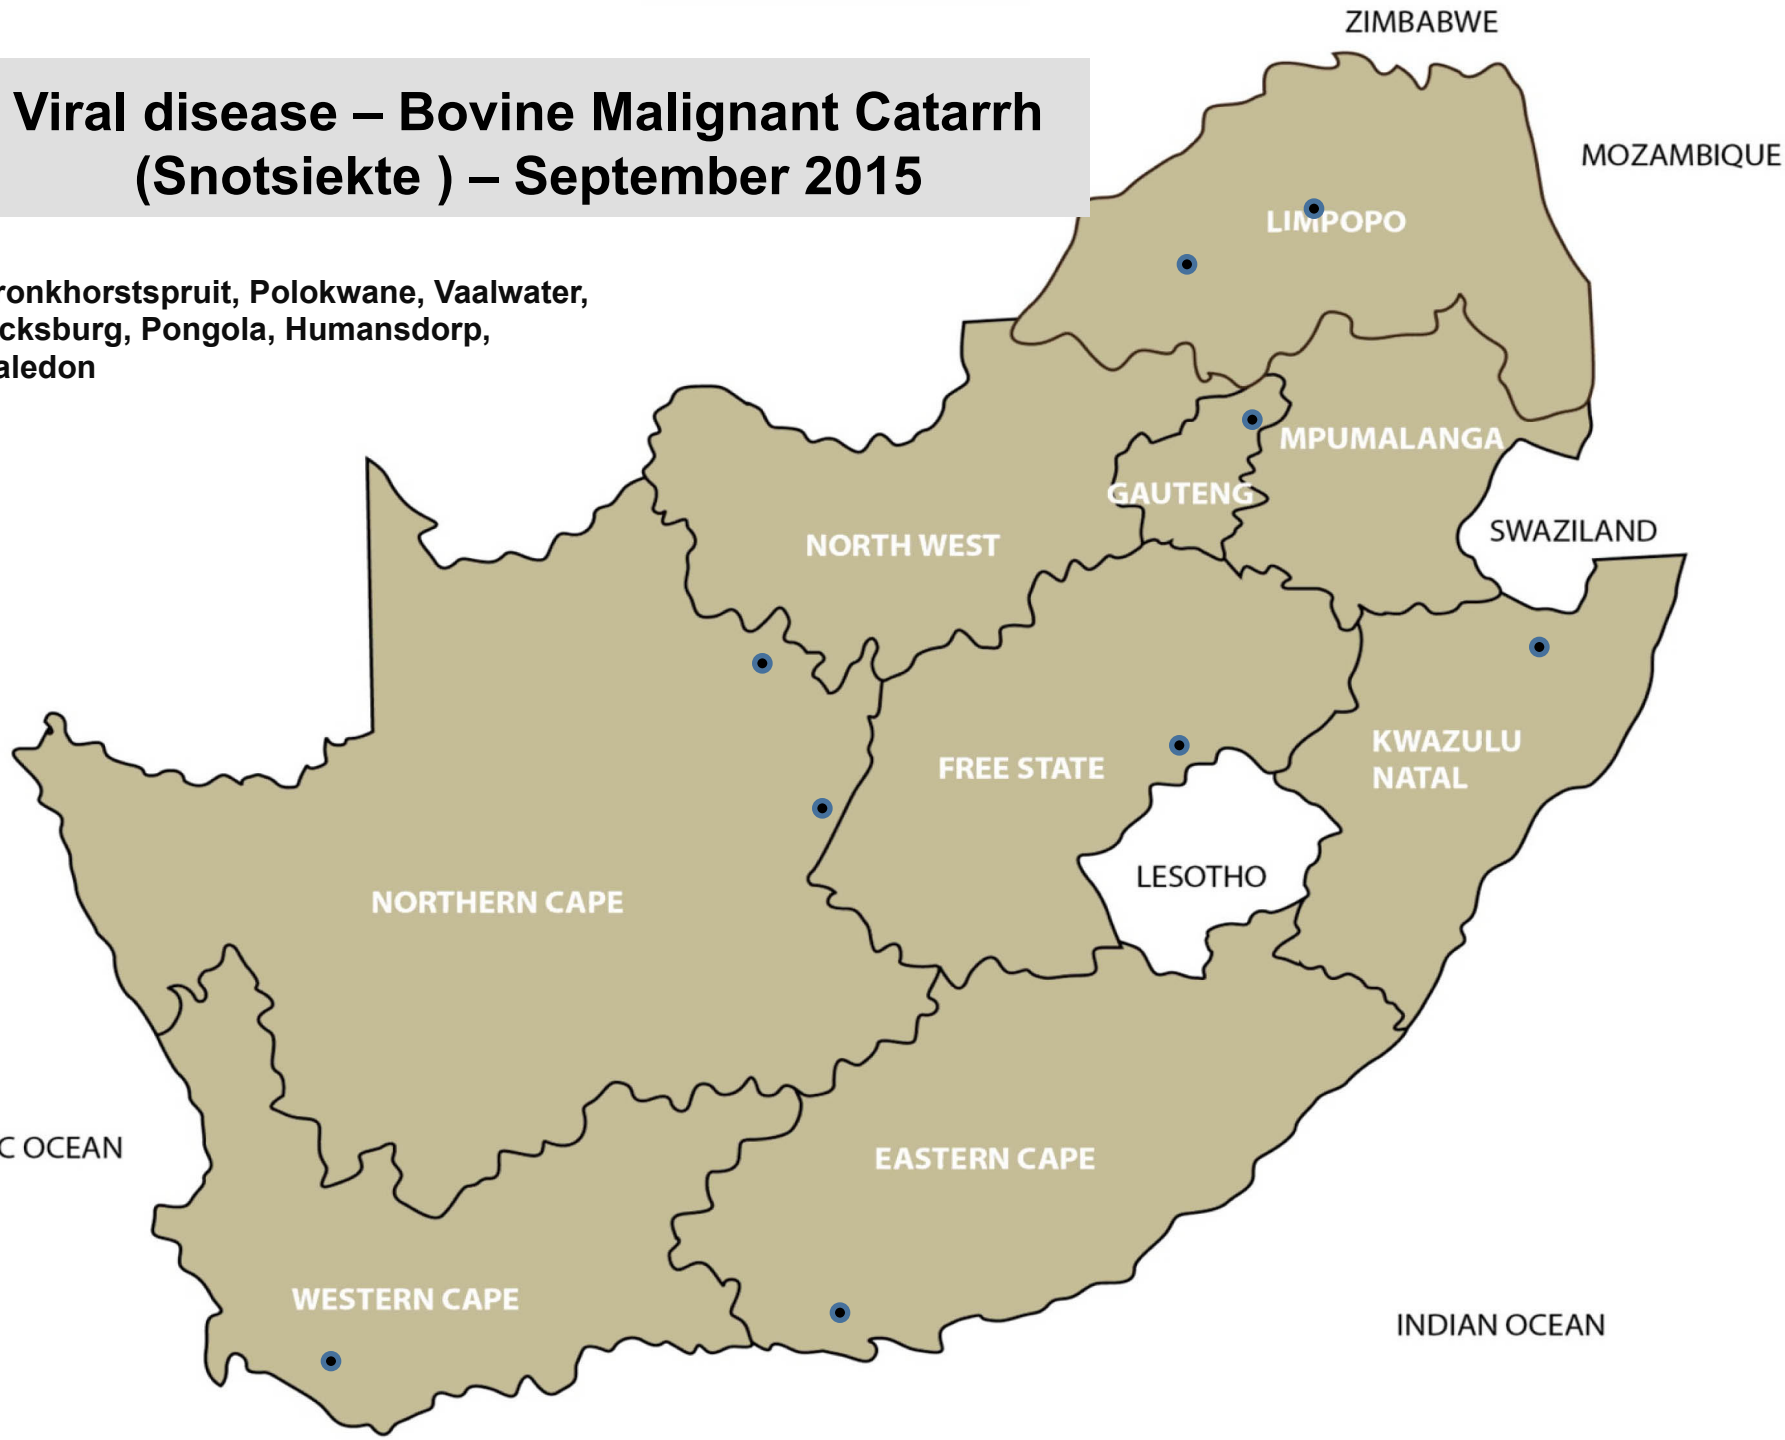 ZIMBABWE
Viral disease – Bovine Malignant Catarrh
(Snotsiekte ) – September 2015
MOZAMBIQUE
LIMPOPO
ronkhorstspruit, Polokwane, Vaalwater,
cksburg, Pongola, Humansdorp,
aledon
MPUMALANGA
GAUTENG
SWAZILAND
NORTH WEST
KWAZULU
NATAL
FREE STATE
LESOTHO
NORTHERN CAPE
C OCEAN
EASTERN CAPE
WESTERN CAPE
INDIAN OCEAN